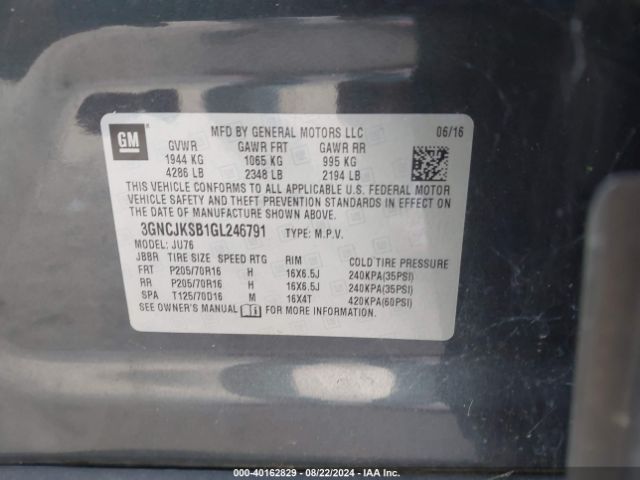 GM
MFD BY GENERAL MOTORS LLC 06/16
GVWR GAWR FRT GAWR RR
1944 KG 1065 KG 995 KG
4286 LB 2348 LB 2194 LB
THIS VEHICLE CONFORMS TO ALL APPLICABLE U.S. FEDERAL MOTOR
VEHICLE SAFETY AND THEFT PREVENTION STANDARDS IN EFFECT ON
THE DATE OF MANUFACTURE SHOWN ABOVE.
3GNCJKSB1GL246791 TYPE: M.P.V.
MODEL: JU76
JBBR TIRE SIZE SPEED RTG RIM COLD TIRE PRESSURE
FRT P205/70R16 H 16X6.5J 240KPA(35PSI)
RR P205/70R16 H 16X6.5J 240KPA(35PSI)
SPA T125/70D16 M 16X4T 420KPA(60PSI)
SEE OWNER'S MANUAL FOR MORE INFORMATION.
000-40162829 - 08/22/2024 - IAAI.com